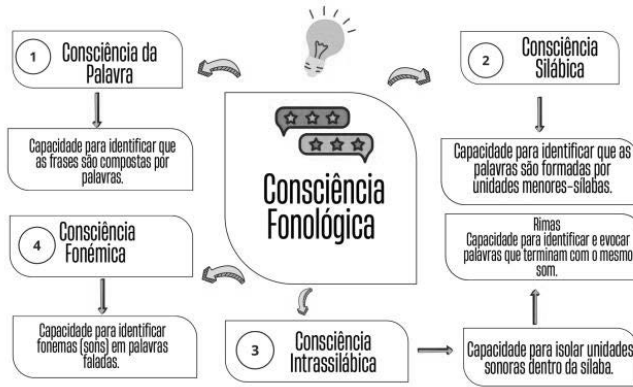 1
Consciência da
Palavra
Capacidade para identificar que
as frases são compostas por
palavras.
Consciência
Fonológica
2
Consciência
Silábica
Capacidade para identificar que as
palavras são formadas por
unidades menores-sílabas.
3
Consciência
Intrassilábica
Capacidade para isolar unidades
sonoras dentro da sílaba.
Rimas
Capacidade para identificar e evocar
palavras que terminam com o mesmo
som.
4
Consciência
Fonémica
Capacidade para identificar
fonemas (sons) em palavras
faladas.